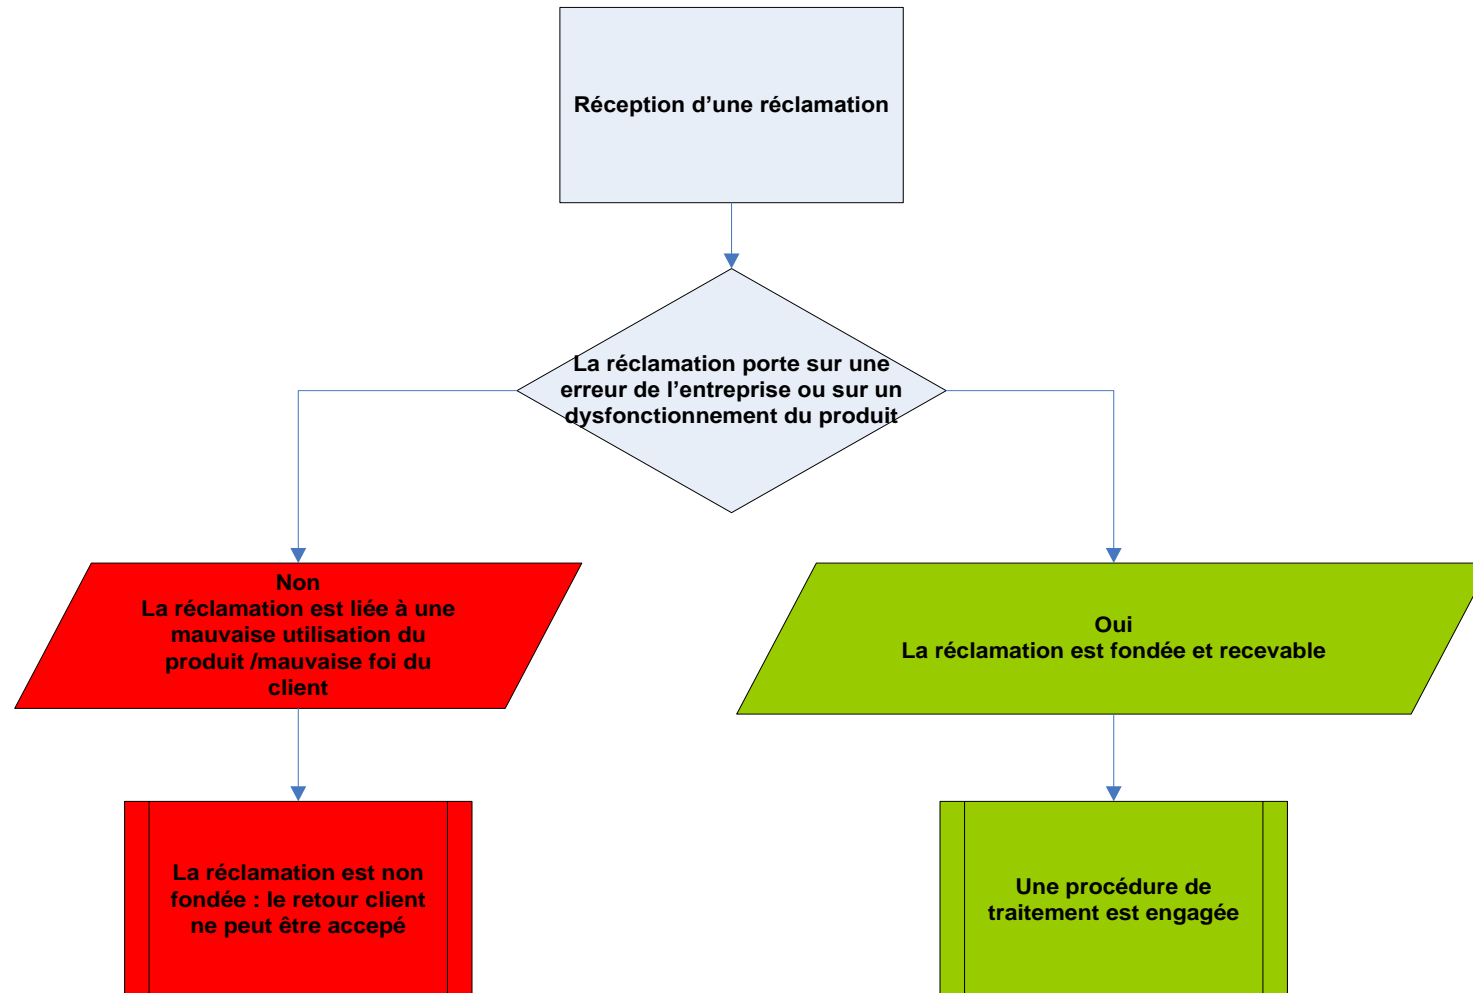 Réception d’une réclamation
La réclamation porte sur une
erreur de l’entreprise ou sur un
dysfonctionnement du produit
Non
La réclamation est liée à une
mauvaise utilisation du
produit /mauvaise foi du
client
Oui
La réclamation est fondée et recevable
La réclamation est non
fondée : le retour client
ne peut être accepé
Une procédure de
traitement est engagée